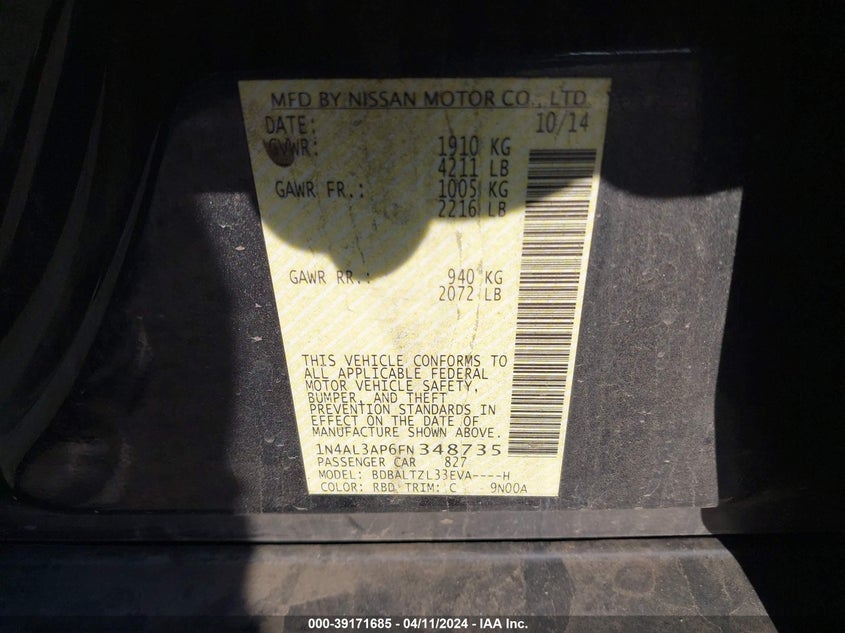 MFD BY NISSAN MOTOR CO., LTD.
DATE: 10/14
GVWR: 1910 KG
4211 LB
GAWR FR.: 1005 KG
2216 LB
GAWR RR.: 940 KG
2072 LB
THIS VEHICLE CONFORMS TO
ALL APPLICABLE FEDERAL
MOTOR VEHICLE SAFETY,
BUMPER, AND THEFT
PREVENTION STANDARDS IN
EFFECT ON THE DATE OF
MANUFACTURE SHOWN ABOVE.
1N4AL3AP6FN348735
PASSENGER CAR 827
MODEL: BDBALTZL33EVA----H
COLOR: RBD TRIM: C 9N00A
000-39171685 - 04/11/2024 - IAA Inc.